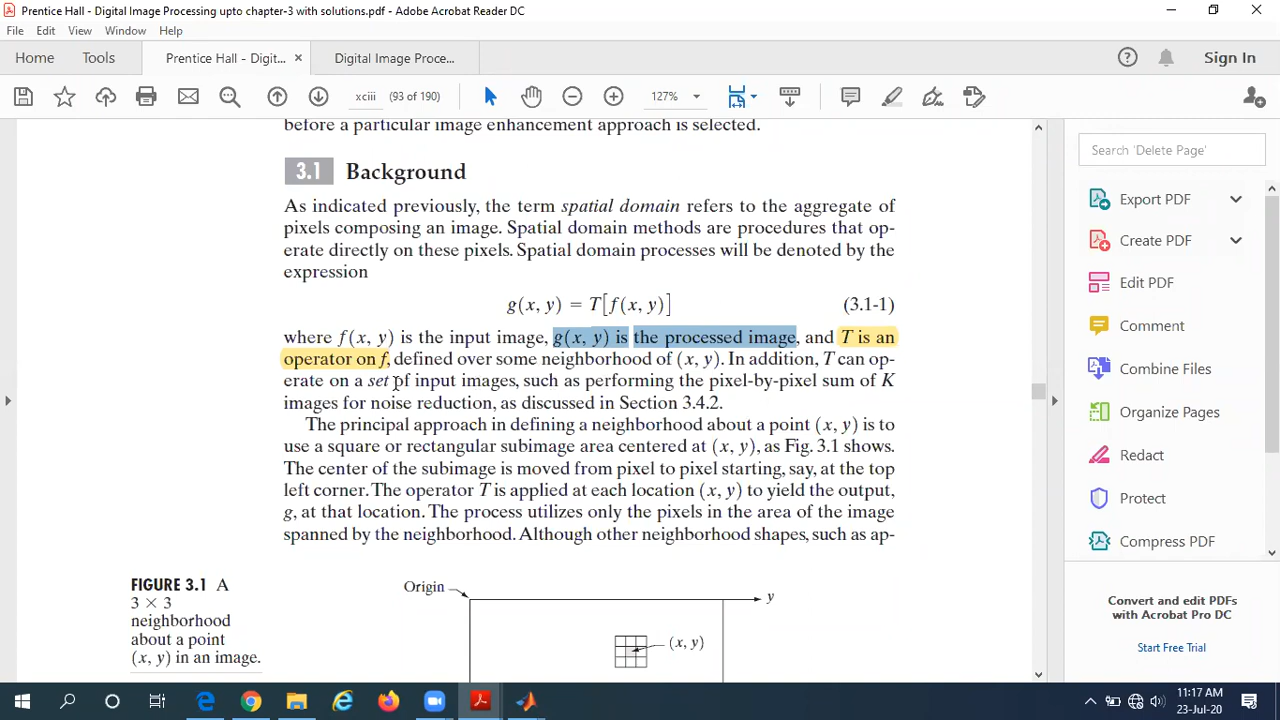 Prentice Hall - Digital Image Processing upto chapter-3 with solutions.pdf - Adobe Acrobat Reader DC
File Edit View Window Help
Home Tools Prentice Hall - Digit... × Digital Image Proce... Sign In
xciii (93 of 190) 127%
before a particular image enhancement approach is selected.
3.1 Background
As indicated previously, the term spatial domain refers to the aggregate of
pixels composing an image. Spatial domain methods are procedures that op-
erate directly on these pixels. Spatial domain processes will be denoted by the
expression
g(x, y) = T[f(x, y)] (3.1-1)
where f(x, y) is the input image, g(x, y) is the processed image, and T is an
operator on f, defined over some neighborhood of (x, y). In addition, T can op-
erate on a set of input images, such as performing the pixel-by-pixel sum of K
images for noise reduction, as discussed in Section 3.4.2.
The principal approach in defining a neighborhood about a point (x, y) is to
use a square or rectangular subimage area centered at (x, y), as Fig. 3.1 shows.
The center of the subimage is moved from pixel to pixel starting, say, at the top
left corner. The operator T is applied at each location (x, y) to yield the output,
g, at that location. The process utilizes only the pixels in the area of the image
spanned by the neighborhood. Although other neighborhood shapes, such as ap-
FIGURE 3.1 A
3 × 3
neighborhood
about a point
(x, y) in an image.
Origin
y
(x, y)
Search 'Delete Page'
Export PDF
Create PDF
Edit PDF
Comment
Combine Files
Organize Pages
Redact
Protect
Compress PDF
Convert and edit PDFs
with Acrobat Pro DC
Start Free Trial
11:17 AM
23-Jul-20